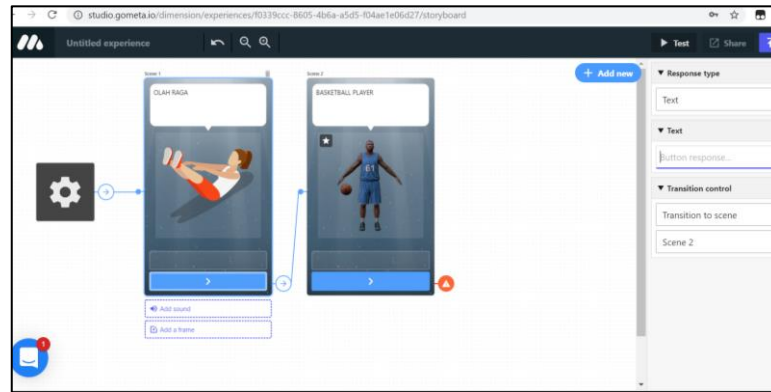 studio.gometa.io/dimension/experiences/f0339ccc-8605-4b6a-a5d5-f04ae1e06d27/storyboard
Untitled experience
Test
Share
Scene 1
Scene 2
+ Add new
OLAH RAGA
BASKETBALL PLAYER
61
Add sound
Add a frame
1
Response type
Text
Text
Button response...
Transition control
Transition to scene
Scene 2